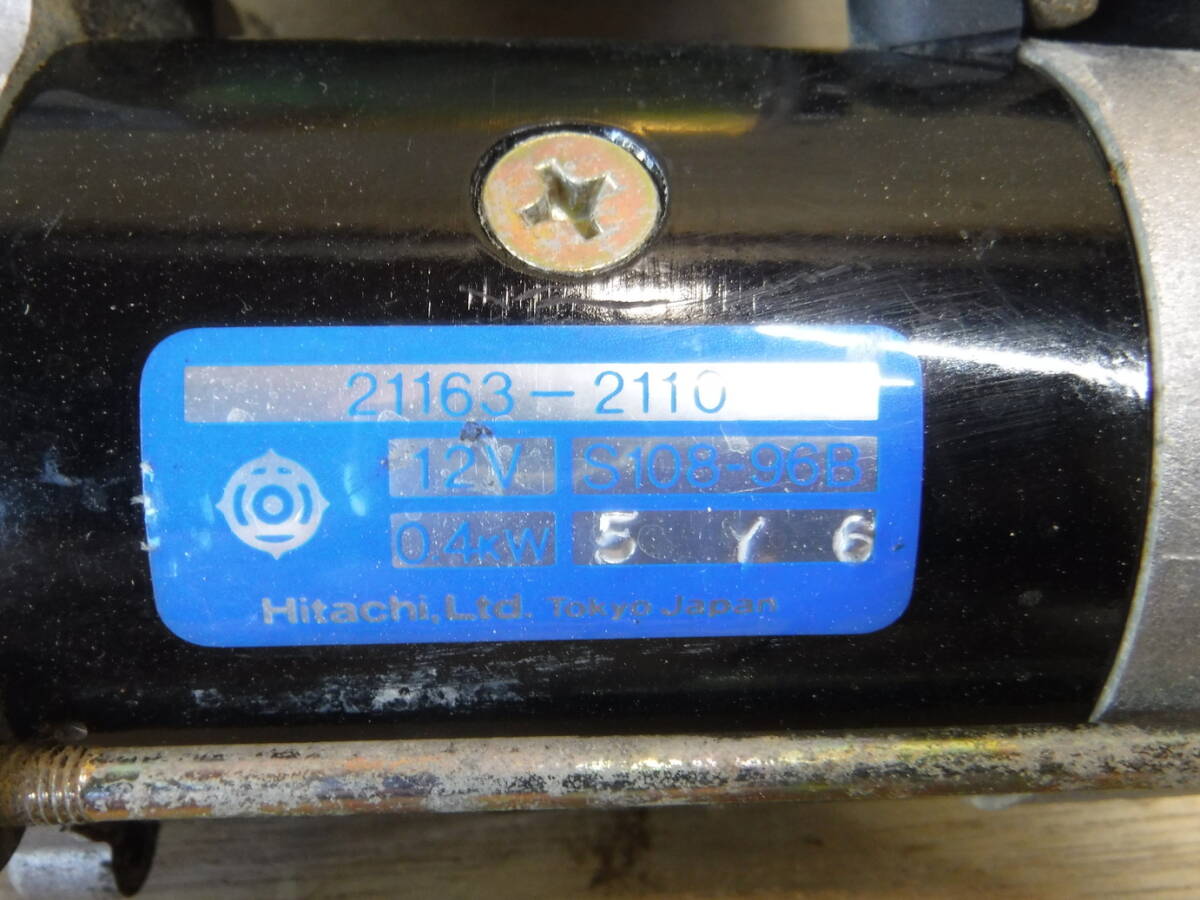 21163-2110
12V S108-96B
0.4KW 5 Y 6
Hitachi, Ltd. Tokyo Japan